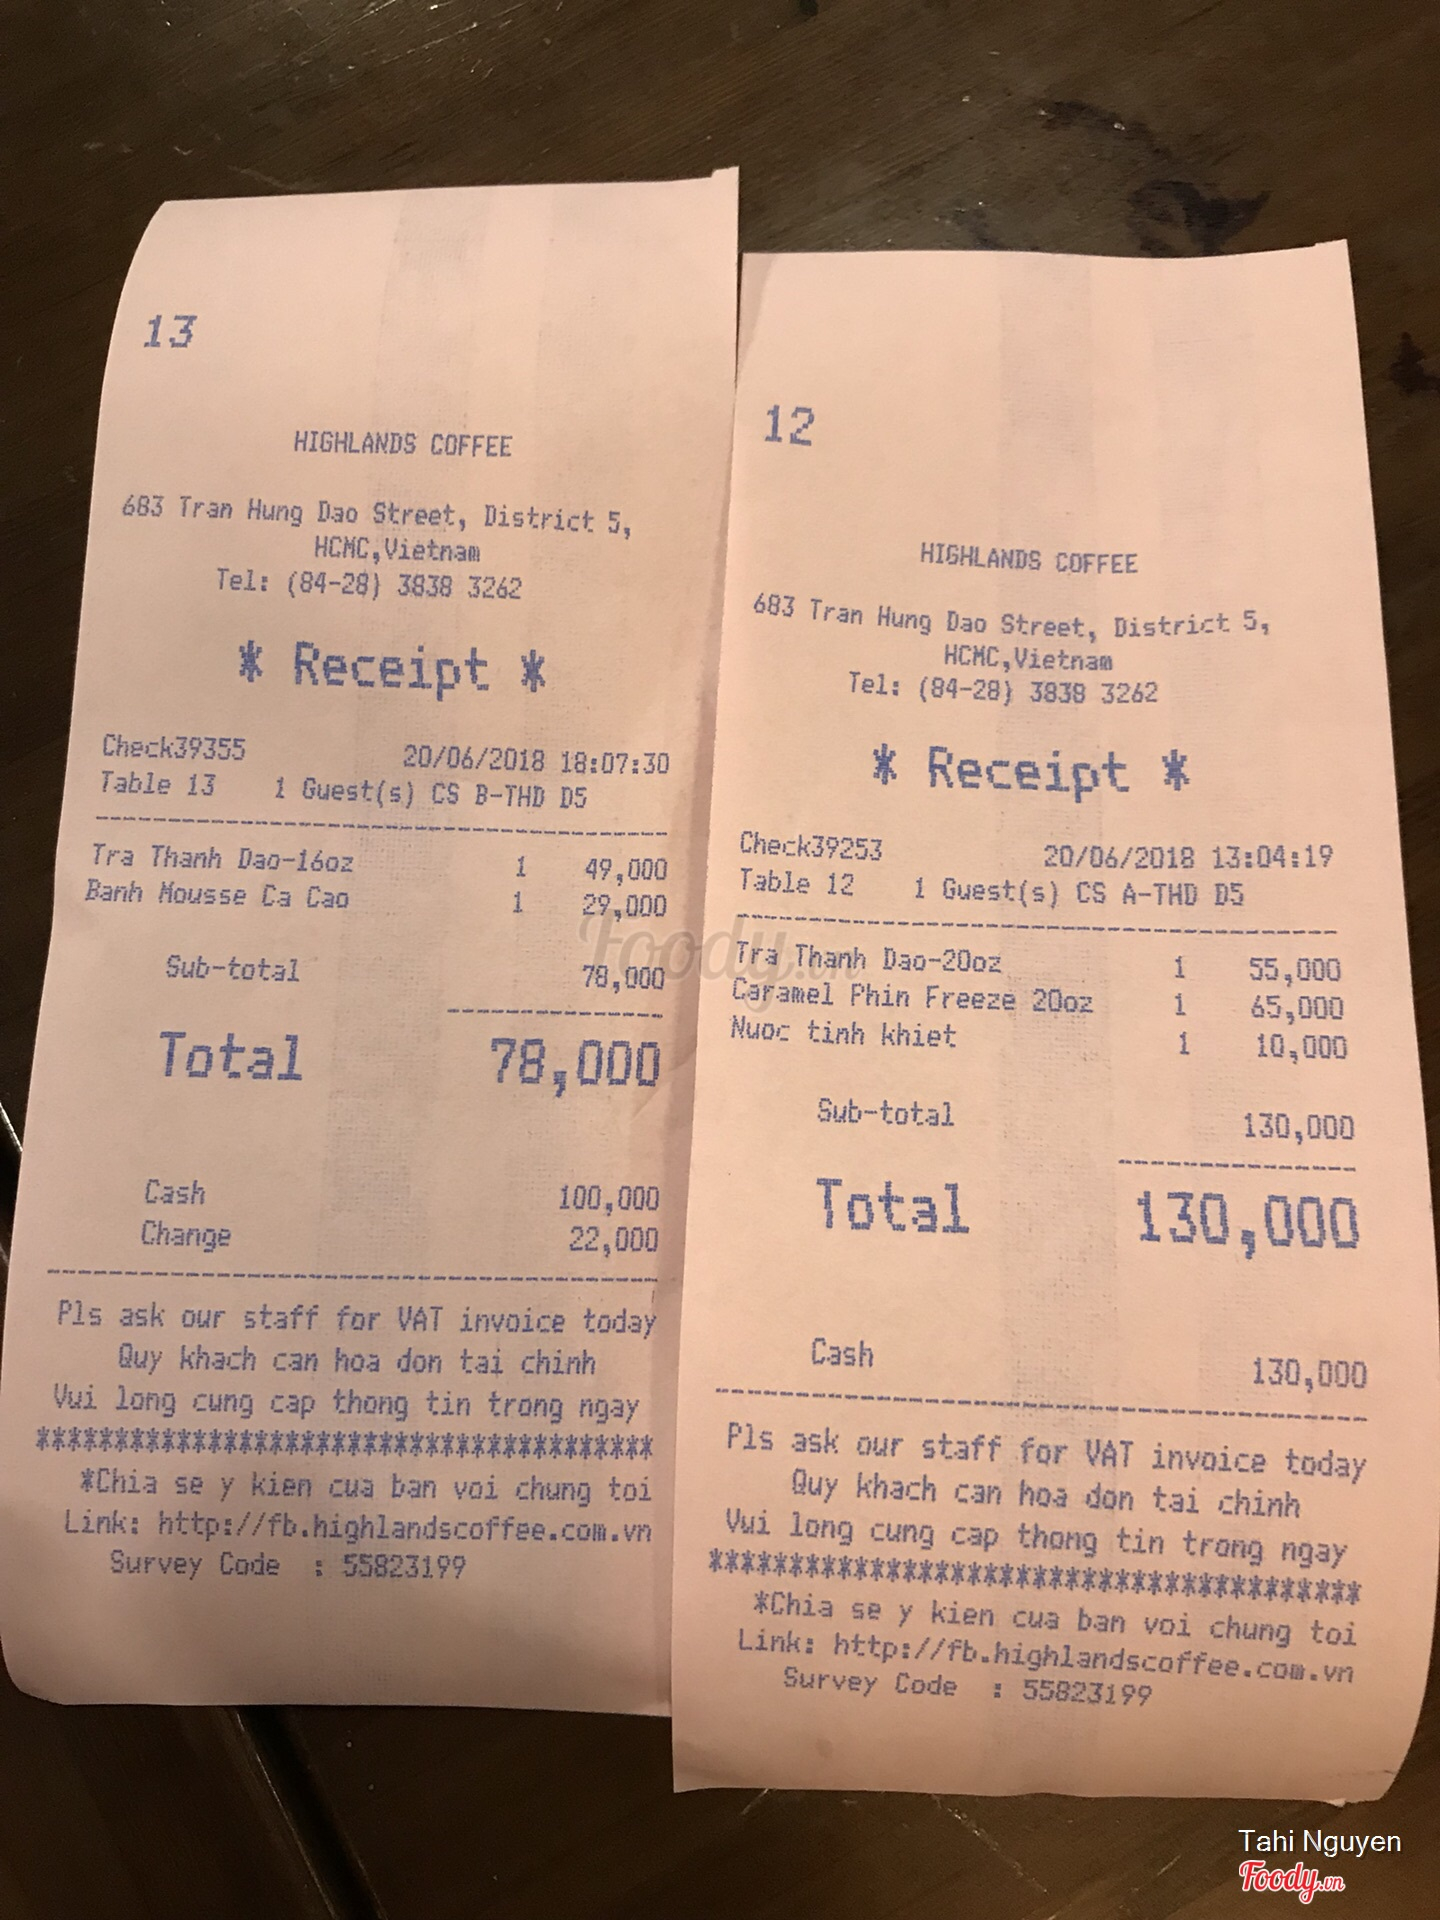 13
HIGHLANDS COFFEE
683 Tran Hung Dao Street, District 5,
HCMC,Vietnam
Tel: (84-28) 3838 3262
* Receipt *
Check39355 20/06/2018 18:07:30
Table 13 1 Guest(s) CS B-THD D5
Tra Thanh Dao-16oz 1 49,000
Banh Mousse Ca Cao 1 29,000
Sub-total 78,000
Total 78,000
Cash 100,000
Change 22,000
Pls ask our staff for VAT invoice today
Quy khach can hoa don tai chinh
Vui long cung cap thong tin trong ngay
***************************************
*Chia se y kien cua ban voi chung toi
Link: http://fb.highlandscoffee.com.vn
Survey Code : 55823199
12
HIGHLANDS COFFEE
683 Tran Hung Dao Street, District 5,
HCMC,Vietnam
Tel: (84-28) 3838 3262
* Receipt *
Check39253 20/06/2018 13:04:19
Table 12 1 Guest(s) CS A-THD D5
Tra Thanh Dao-20oz 1 55,000
Caramel Phin Freeze 20oz 1 65,000
Nuoc tinh khiet 1 10,000
Sub-total 130,000
Total 130,000
Cash 130,000
Pls ask our staff for VAT invoice today
Quy khach can hoa don tai chinh
Vui long cung cap thong tin trong ngay
***************************************
*Chia se y kien cua ban voi chung toi
Link: http://fb.highlandscoffee.com.vn
Survey Code : 55823199
Foody.vn
Tahi Nguyen
Foody.vn